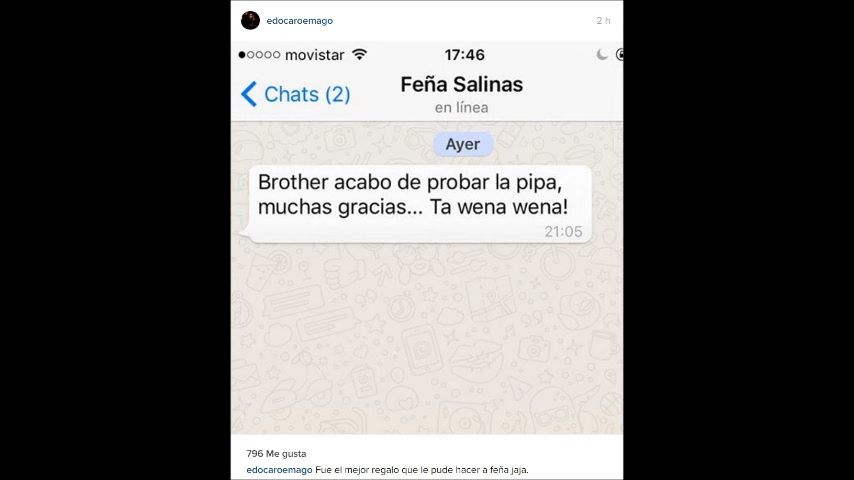 edocaroemago 2 h
movistar 17:46
Chats (2) Feña Salinas
en línea
Ayer
Brother acabo de probar la pipa,
muchas gracias... Ta wena wena!
21:05
796 Me gusta
edocaroemago Fue el mejor regalo que le pude hacer a feña jaja.